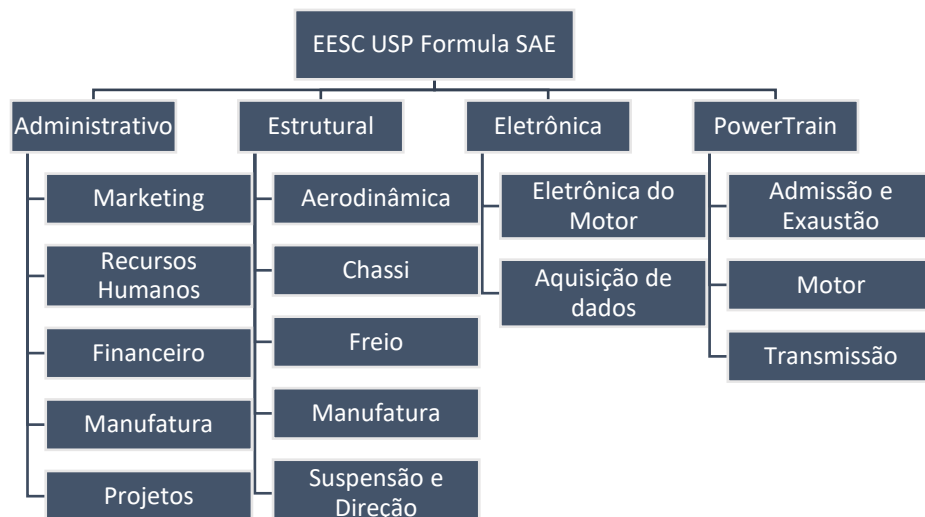 EESC USP Formula SAE
Administrativo
Estrutural
Eletrônica
PowerTrain
Marketing
Recursos
Humanos
Financeiro
Manufatura
Projetos
Aerodinâmica
Chassi
Freio
Manufatura
Suspensão e
Direção
Eletrônica do
Motor
Aquisição de
dados
Admissão e
Exaustão
Motor
Transmissão